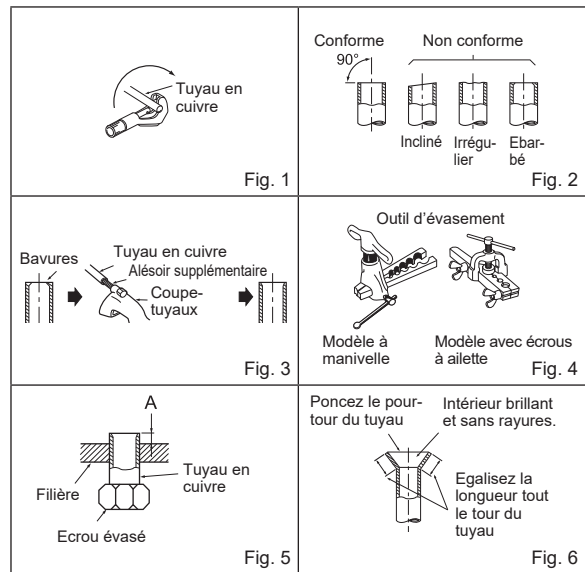 Tuyau en
cuivre
Fig. 1
Conforme
90°
Non conforme
Incliné
Irrégu-
lier
Ebar-
bé
Fig. 2
Bavures
Tuyau en cuivre
Alésoir supplémentaire
Coupe-
tuyaux
Fig. 3
Outil d’évasement
Modèle à
manivelle
Modèle avec écrous
à ailette
Fig. 4
A
Filière
Tuyau en
cuivre
Ecrou évasé
Fig. 5
Poncez le pour-
tour du tuyau
Intérieur brillant
et sans rayures.
Egalisez la
longueur tout
le tour du
tuyau
Fig. 6